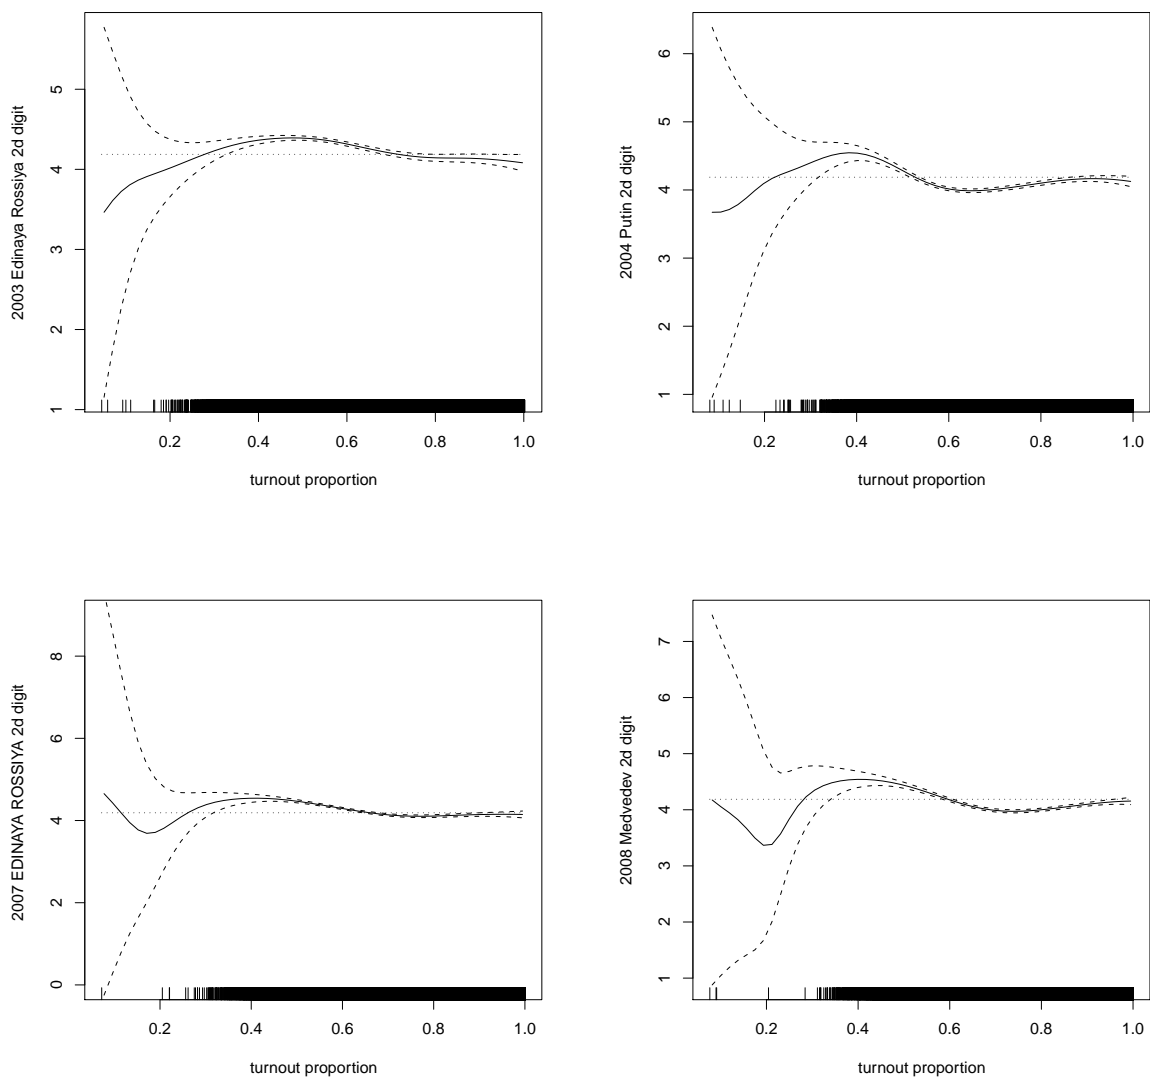 2003 Edinaya Rossiya 2d digit
5
4
3
2
1
0.2 0.4 0.6 0.8 1.0
turnout proportion
2004 Putin 2d digit
6
5
4
3
2
1
0.2 0.4 0.6 0.8 1.0
turnout proportion
2007 EDINAYA ROSSIYA 2d digit
8
6
4
2
0
0.2 0.4 0.6 0.8 1.0
turnout proportion
2008 Medvedev 2d digit
7
6
5
4
3
2
1
0.2 0.4 0.6 0.8 1.0
turnout proportion